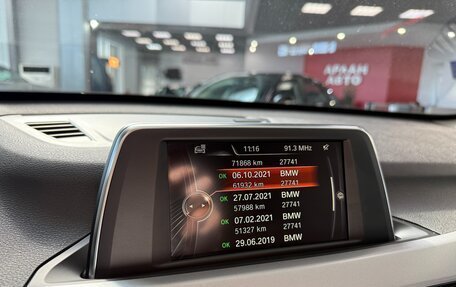 АРЛАН
АВТО
11:16 91.3 MHz
71868 km 27741
OK 06.10.2021 BMW
61932 km 27741
OK 27.07.2021 BMW
57988 km 27741
OK 07.02.2021 BMW
51327 km 27741
OK 29.06.2019 BMW